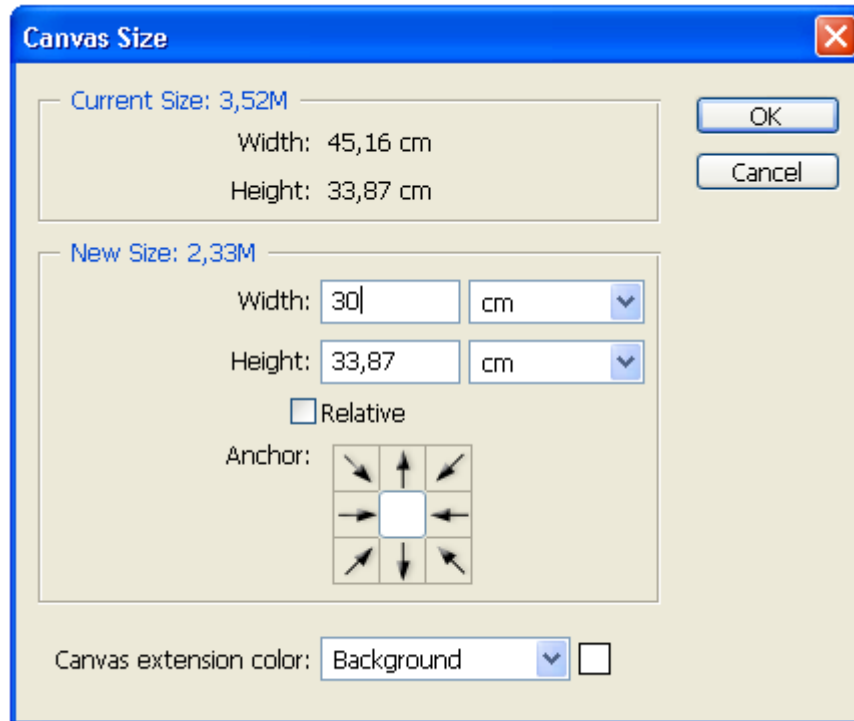 Canvas Size
Current Size: 3,52M
Width: 45,16 cm
Height: 33,87 cm
OK
Cancel
New Size: 2,33M
Width: 30 cm
Height: 33,87 cm
Relative
Anchor:
Canvas extension color: Background